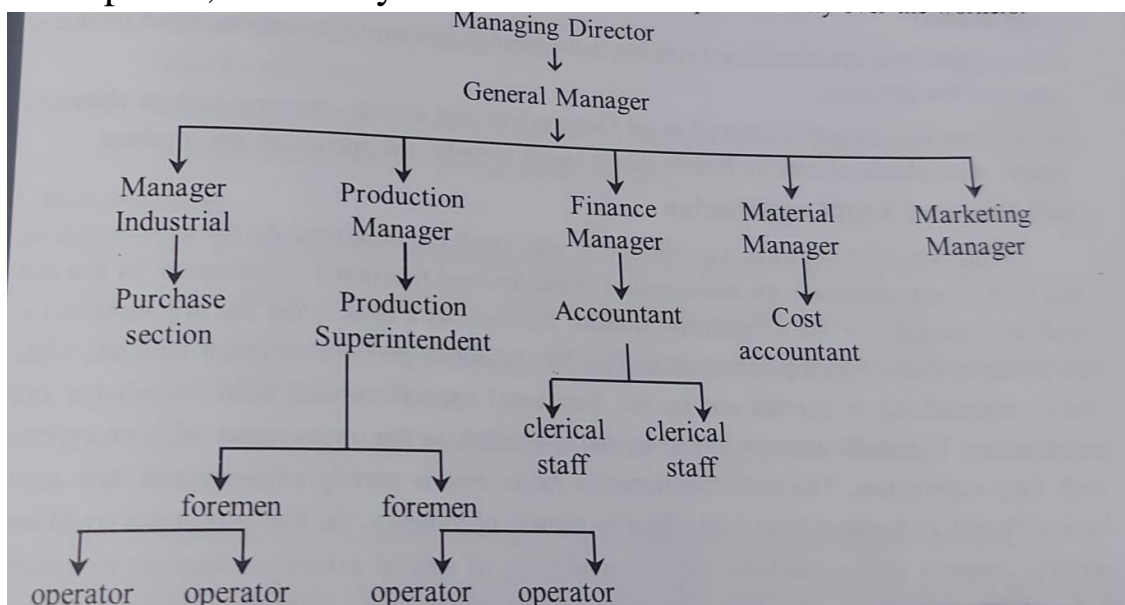 Managing Director
General Manager
Manager
Industrial
Production
Manager
Finance
Manager
Material
Manager
Marketing
Manager
Purchase
section
Production
Superintendent
Accountant
Cost
accountant
clerical
staff
clerical
staff
foremen
foremen
operator
operator
operator
operator